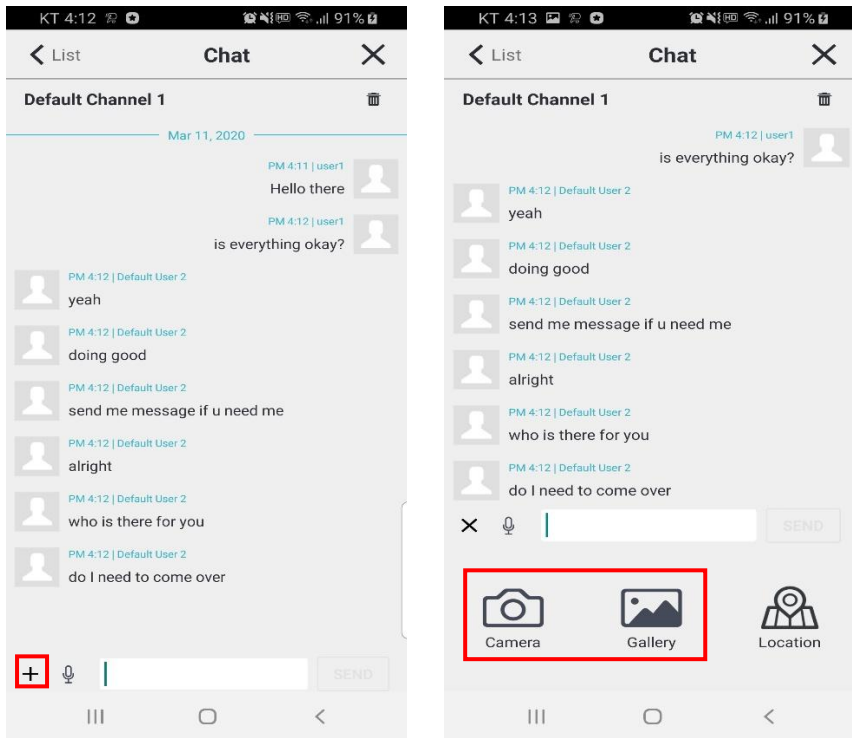 KT 4:12 91%
List Chat
Default Channel 1
Mar 11, 2020
PM 4:11 | user1
Hello there
PM 4:12 | user1
is everything okay?
PM 4:12 | Default User 2
yeah
PM 4:12 | Default User 2
doing good
PM 4:12 | Default User 2
send me message if u need me
PM 4:12 | Default User 2
alright
PM 4:12 | Default User 2
who is there for you
PM 4:12 | Default User 2
do I need to come over
SEND
KT 4:13 91%
List Chat
Default Channel 1
PM 4:12 | user1
is everything okay?
PM 4:12 | Default User 2
yeah
PM 4:12 | Default User 2
doing good
PM 4:12 | Default User 2
send me message if u need me
PM 4:12 | Default User 2
alright
PM 4:12 | Default User 2
who is there for you
PM 4:12 | Default User 2
do I need to come over
SEND
Camera Gallery Location